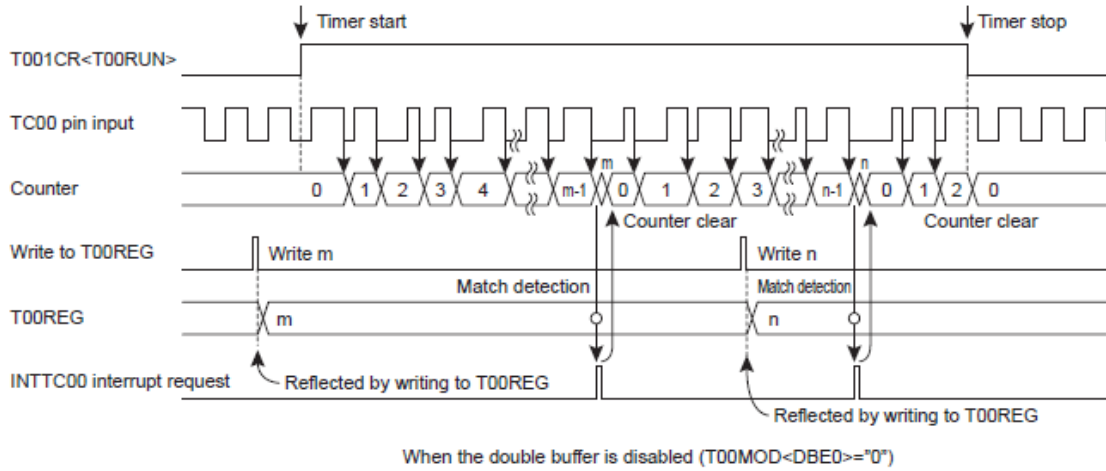 Timer start Timer stop
T001CR<T00RUN>
TC00 pin input
m n
Counter 0 1 2 3 4 m-1 0 1 2 3 n-1 0 1 2 0
Counter clear Counter clear
Write to T00REG Write m Write n
Match detection Match detection
T00REG m n
INTTC00 interrupt request Reflected by writing to T00REG
Reflected by writing to T00REG
When the double buffer is disabled (T00MOD<DBE0>="0")